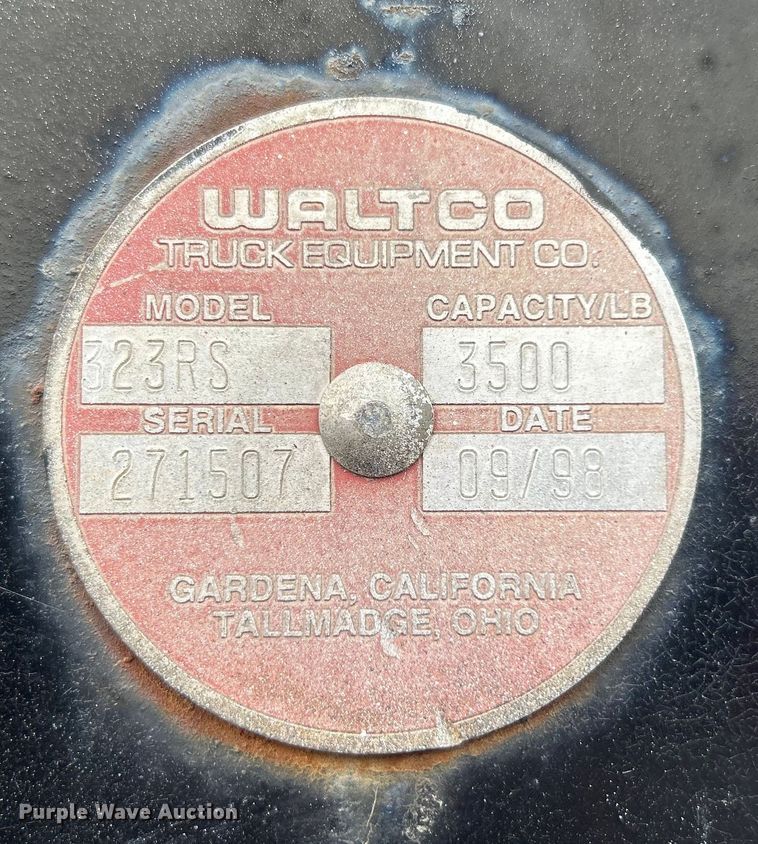 WALTCO
TRUCK EQUIPMENT CO.
MODEL CAPACITY/LB
323RS 3500
SERIAL DATE
271507 09/98
GARDENA, CALIFORNIA
TALLMADGE, OHIO
Purple Wave Auction